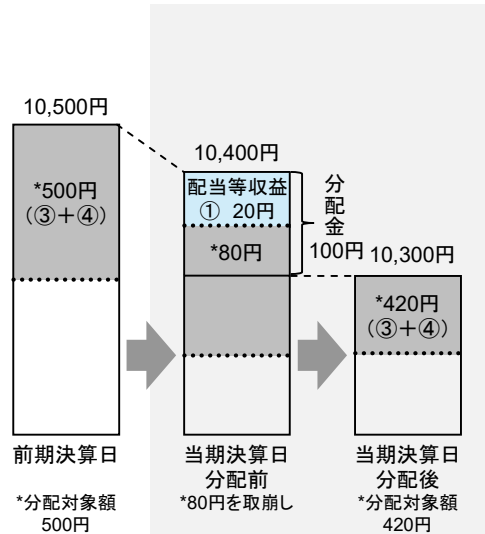 10,500円
*500円
(③+④)
前期決算日
*分配対象額
500円
10,400円
配当等収益
① 20円
*80円
分配金
100円
当期決算日
分配前
*80円を取崩し
10,300円
*420円
(③+④)
当期決算日
分配後
*分配対象額
420円